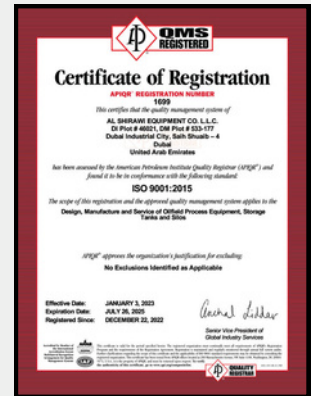 QMS
REGISTERED
Certificate of Registration
APIQR® REGISTRATION NUMBER
1699
This certifies that the quality management system of
AL SHIRAWI EQUIPMENT CO. L.L.C.
DI Plot # 46021, DM Plot # 533-177
Dubai Industrial City, Saih Shuaib – 4
Dubai
United Arab Emirates
has been assessed by the American Petroleum Institute Quality Registrar (APIQR®) and
found it to be in conformance with the following standard:
ISO 9001:2015
The scope of this registration and the approved quality management system applies to the
Design, Manufacture and Service of Oilfield Process Equipment, Storage
Tanks and Silos
APIQR® approves the organization's justification for excluding:
No Exclusions Identified as Applicable
Effective Date: JANUARY 3, 2023
Expiration Date: JULY 26, 2025
Registered Since: DECEMBER 22, 2022
Senior Vice President of
Global Industry Services
QUALITY
REGISTRAR